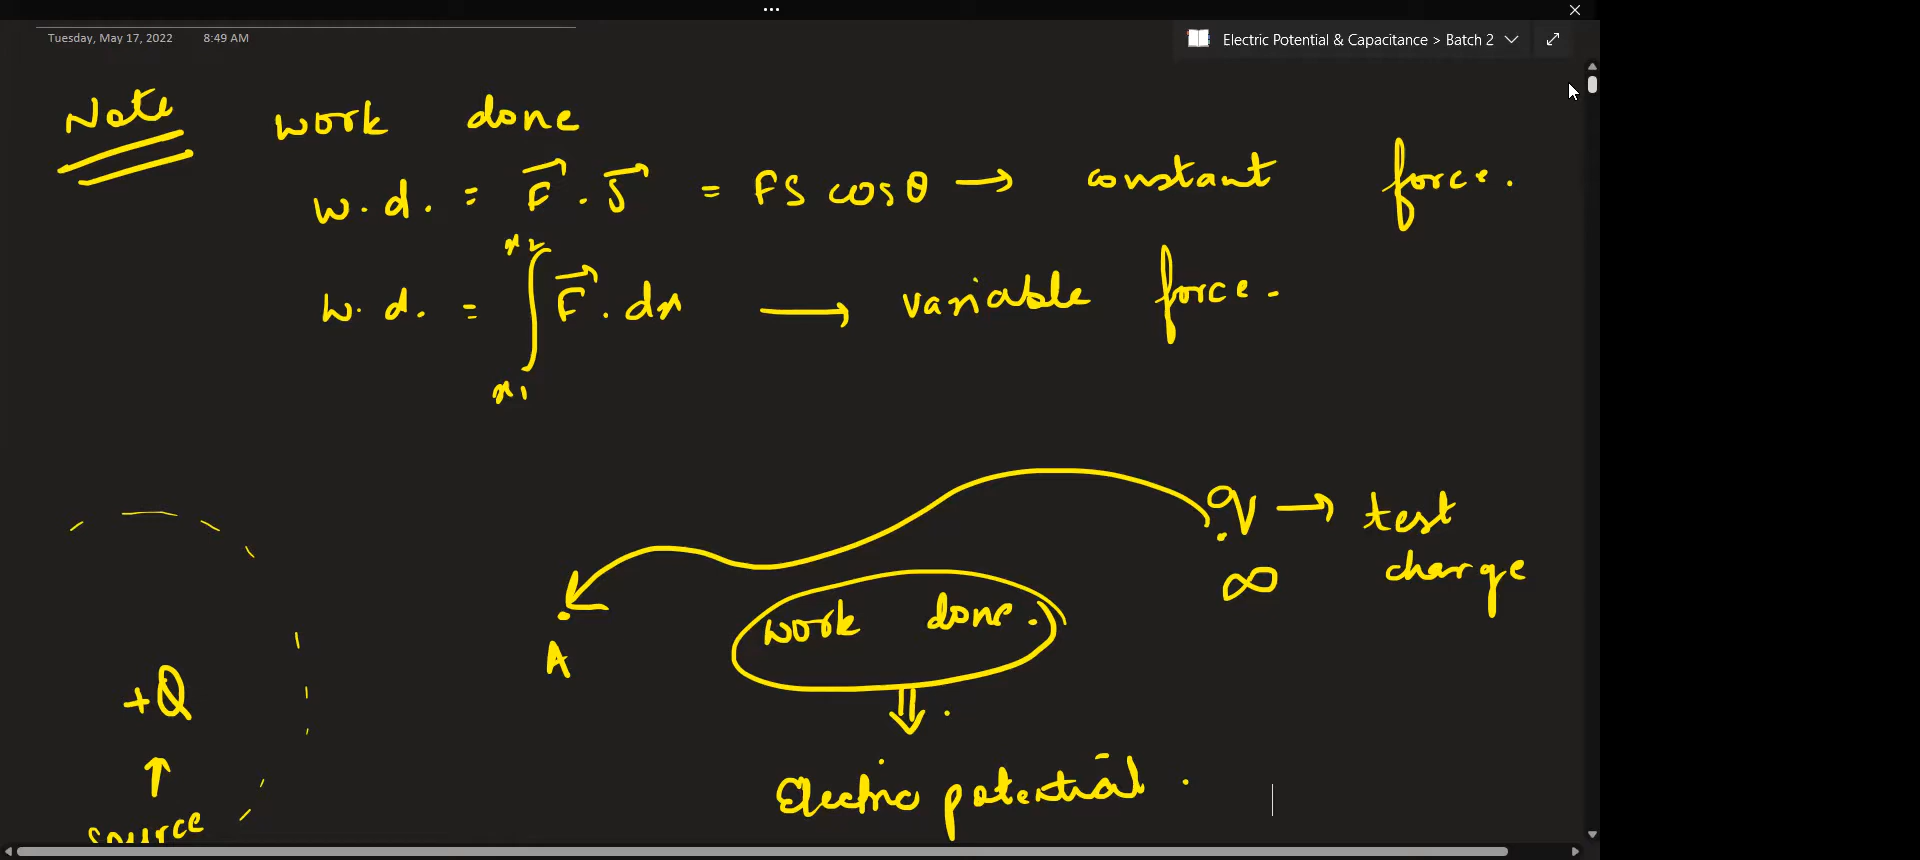 Tuesday, May 17, 2022 8:49 AM
Electric Potential & Capacitance > Batch 2
Note work done
w.d. = F⃗ . S⃗ = FS cosθ → constant force.
w.d. = ∫ₓ₁ˣ² F⃗ . dx → variable force.
q → test
charge
∞
A
work done.
⇓ .
+Q
↑
Electric potential .
source